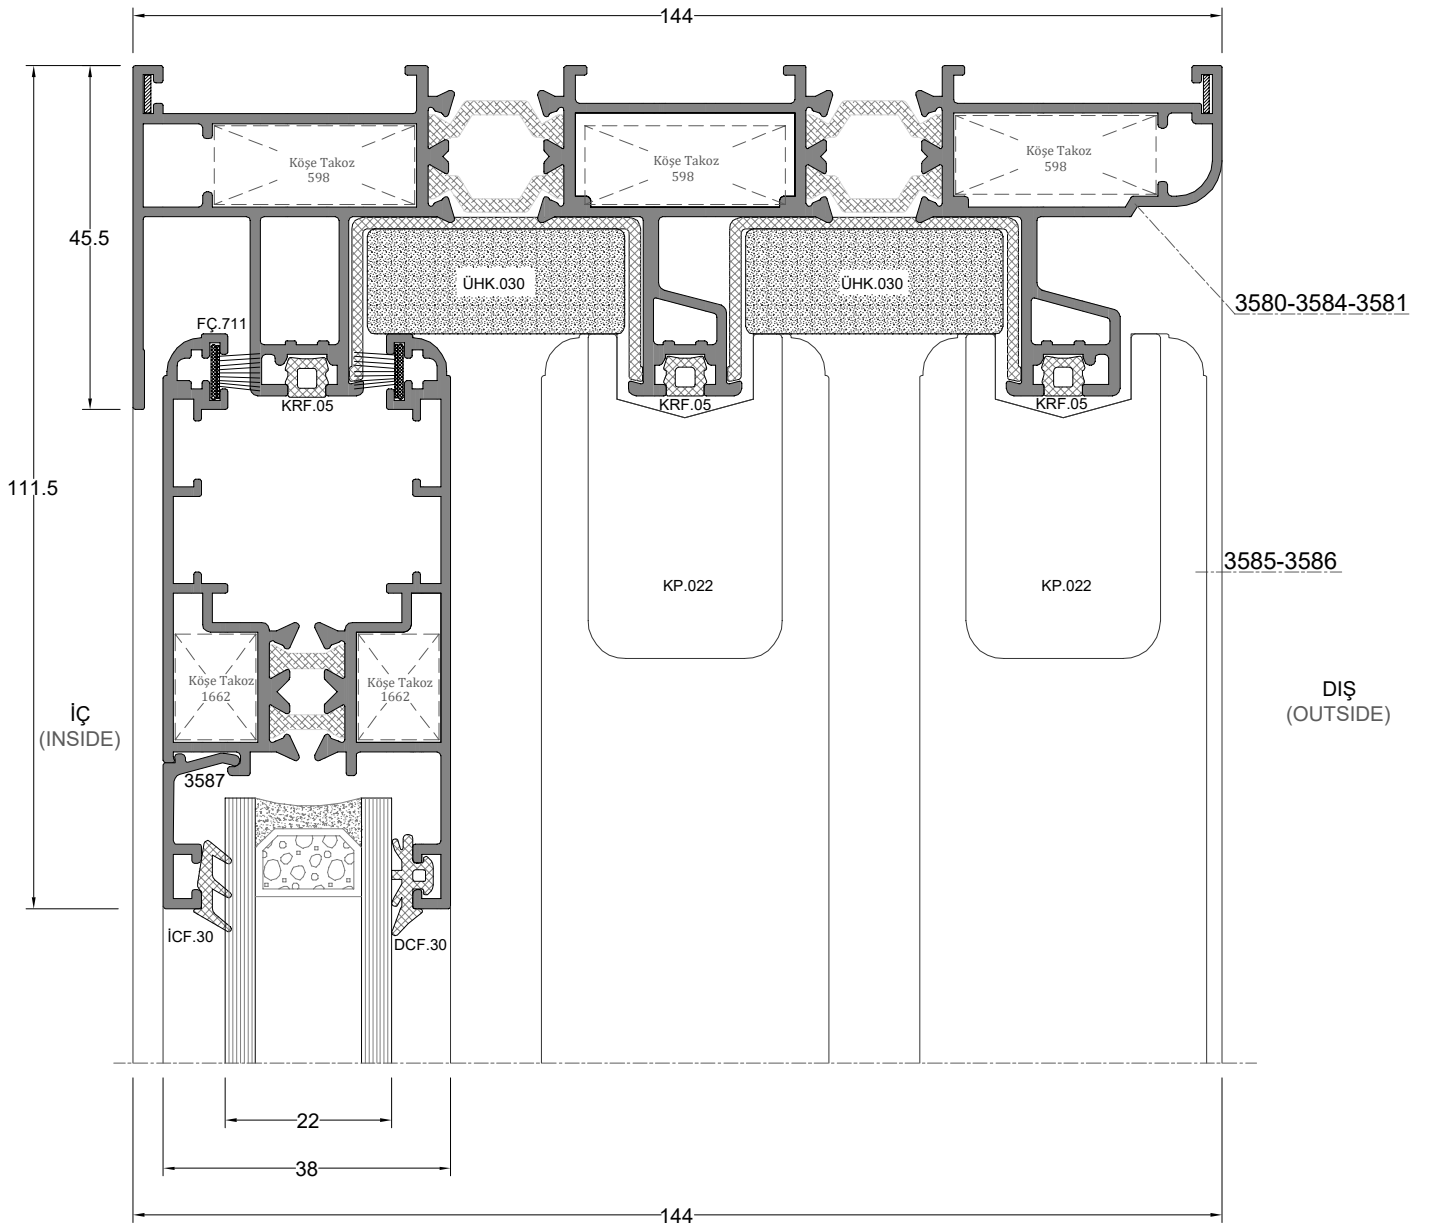 144
Köşe Takoz
598
Köşe Takoz
598
Köşe Takoz
598
45.5
ÜHK.030
ÜHK.030
3580-3584-3581
FÇ.711
KRF.05
KRF.05
KRF.05
111.5
3585-3586
KP.022
KP.022
Köşe Takoz
1662
Köşe Takoz
1662
İÇ
(INSIDE)
DIŞ
(OUTSIDE)
3587
İCF.30
DCF.30
22
38
144